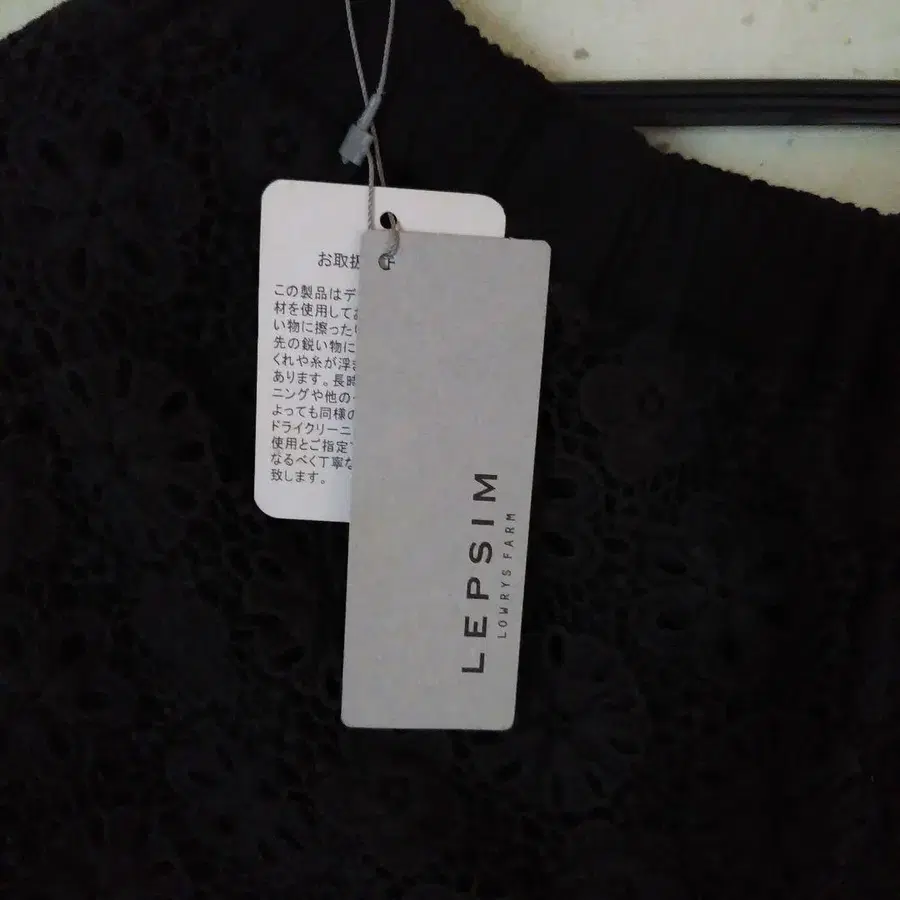 お取扱
この製品はデ
材を使用してお
い物に擦ったり
先の鋭い物に
くれや糸が浮き
あります。長時
ニングや他の
よっても同様の
ドライクリーニ
使用とご指定
なるべく丁寧な
致します。
LEPSIM
LOWRYS FARM